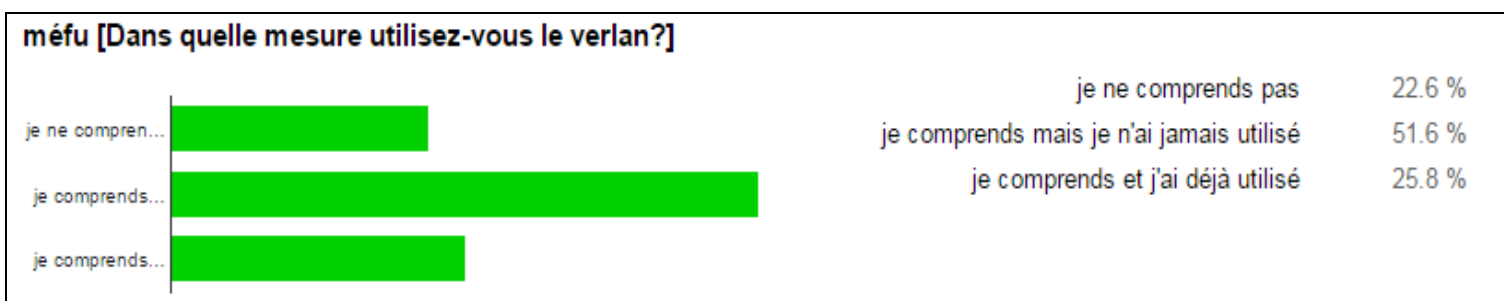 méfu [Dans quelle mesure utilisez-vous le verlan?]
je ne compren...
je comprends...
je comprends...
je ne comprends pas 22.6 %
je comprends mais je n'ai jamais utilisé 51.6 %
je comprends et j'ai déjà utilisé 25.8 %